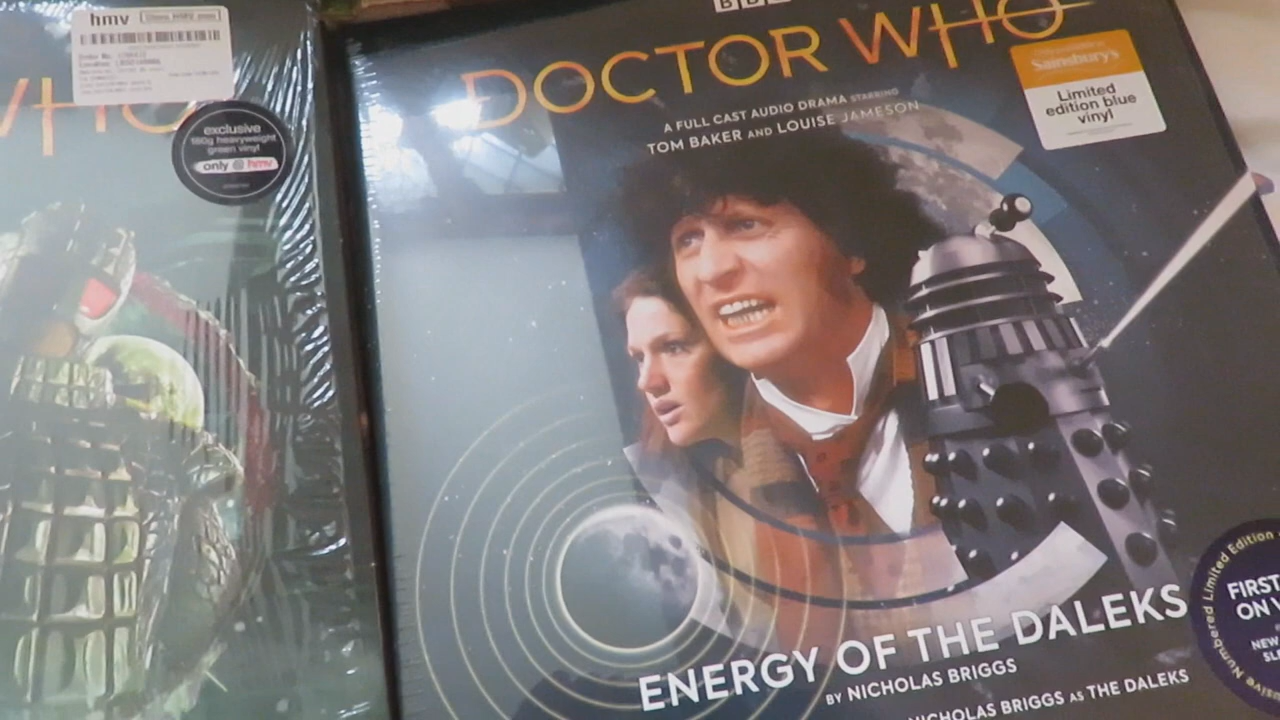 hmv
WHO
exclusive
180g heavyweight
green vinyl
only @ hmv
BBC
DOCTOR WHO
A FULL CAST AUDIO DRAMA STARRING
TOM BAKER AND LOUISE JAMESON
Sainsbury's
Limited
edition blue
vinyl
ENERGY OF THE DALEKS
BY NICHOLAS BRIGGS
NICHOLAS BRIGGS AS THE DALEKS
Numbered Limited Edition
FIRST
ON
NEW